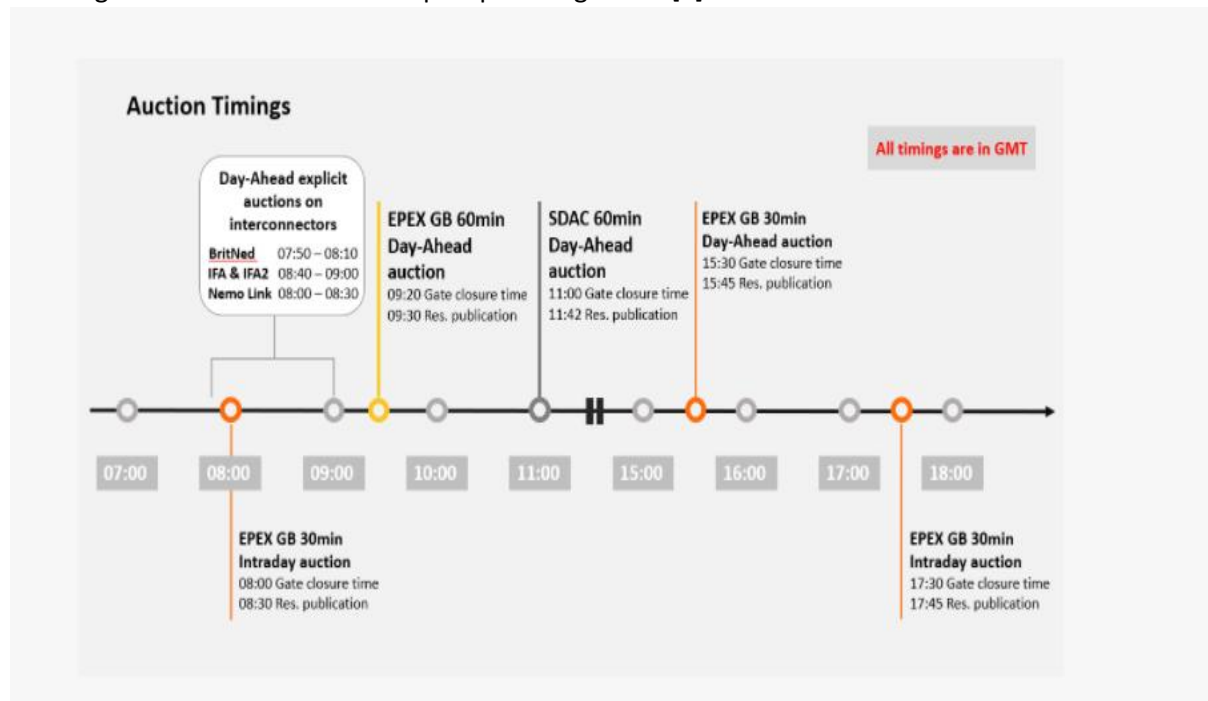 Auction Timings
All timings are in GMT
Day-Ahead explicit
auctions on
interconnectors
BritNed 07:50 – 08:10
IFA & IFA2 08:40 – 09:00
Nemo Link 08:00 – 08:30
EPEX GB 60min
Day-Ahead
auction
09:20 Gate closure time
09:30 Res. publication
SDAC 60min
Day-Ahead
auction
11:00 Gate closure time
11:42 Res. publication
EPEX GB 30min
Day-Ahead auction
15:30 Gate closure time
15:45 Res. publication
07:00
08:00
09:00
10:00
11:00
15:00
16:00
17:00
18:00
EPEX GB 30min
Intraday auction
08:00 Gate closure time
08:30 Res. publication
EPEX GB 30min
Intraday auction
17:30 Gate closure time
17:45 Res. publication